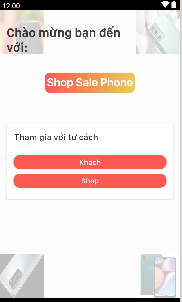 12:00
Chào mừng bạn đến
với:
Shop Sale Phone
Tham gia với tư cách
Khách
Shop